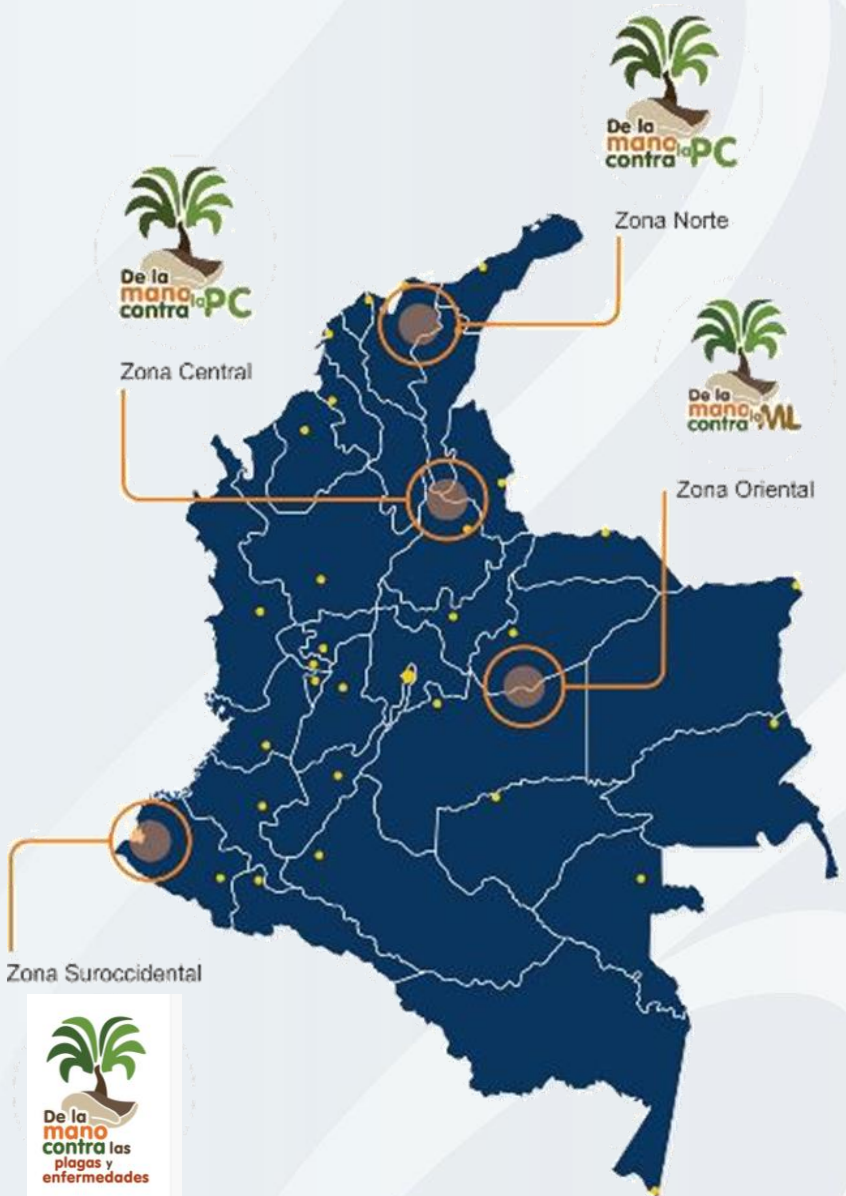 De la
mano
contra la PC
Zona Norte
De la
mano
contra la PC
Zona Central
De la
mano
contra la ML
Zona Oriental
Zona Suroccidental
De la
mano
contra las
plagas y
enfermedades